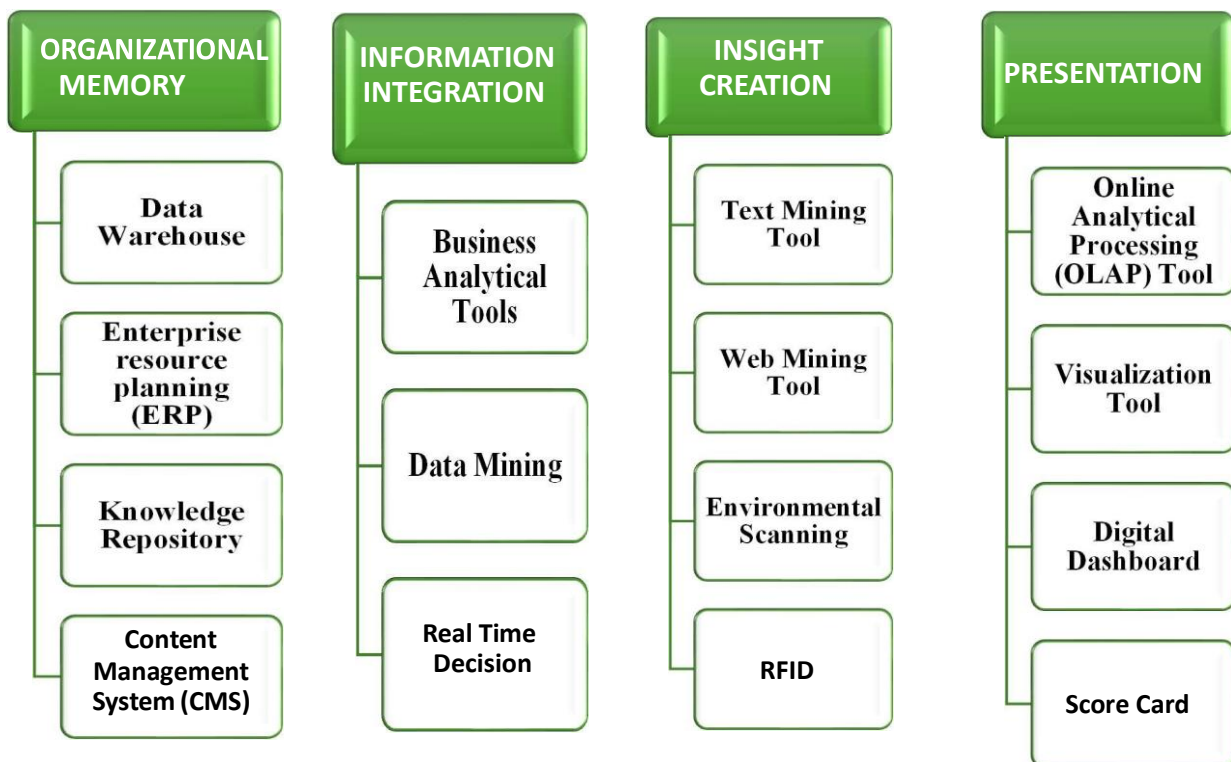 ORGANIZATIONAL
MEMORY
Data
Warehouse
Enterprise
resource
planning
(ERP)
Knowledge
Repository
Content
Management
System (CMS)
INFORMATION
INTEGRATION
Business
Analytical
Tools
Data Mining
Real Time
Decision
INSIGHT
CREATION
Text Mining
Tool
Web Mining
Tool
Environmental
Scanning
RFID
PRESENTATION
Online
Analytical
Processing
(OLAP) Tool
Visualization
Tool
Digital
Dashboard
Score Card